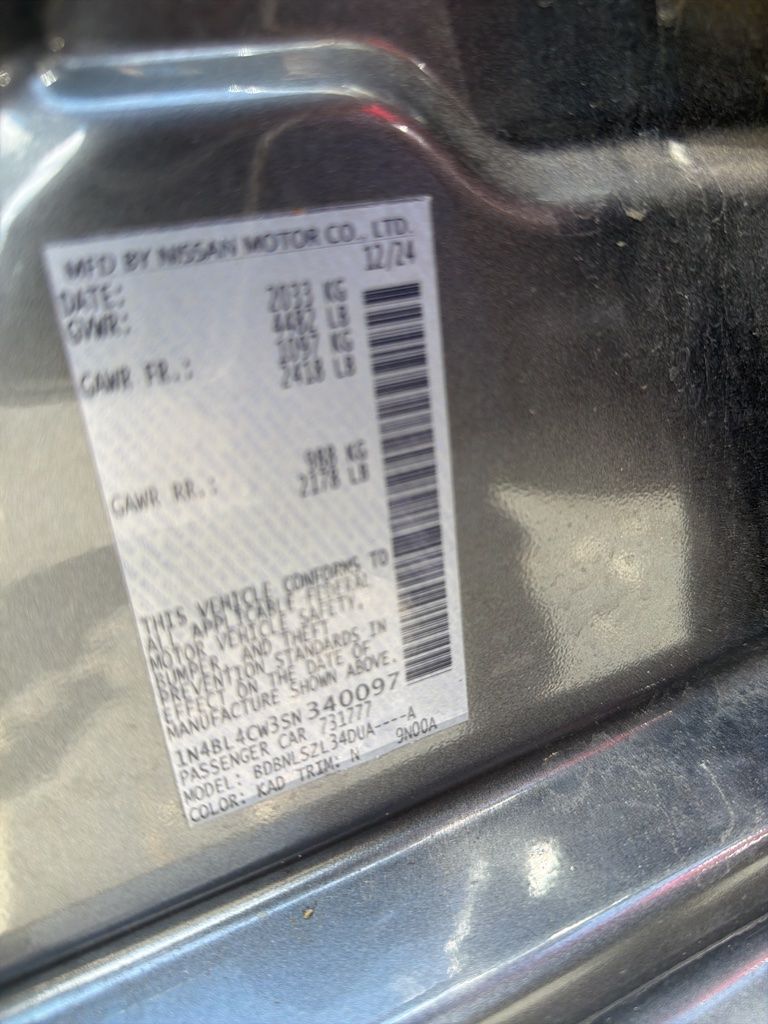 MFD BY NISSAN MOTOR CO., LTD.
DATE: 12/24
GVWR: 2033 KG
4482 LB
GAWR FR.: 1097 KG
2418 LB
GAWR RR.: 988 KG
2178 LB
THIS VEHICLE CONFORMS TO
ALL APPLICABLE FEDERAL
MOTOR VEHICLE SAFETY,
BUMPER, AND THEFT
PREVENTION STANDARDS IN
EFFECT ON THE DATE OF
MANUFACTURE SHOWN ABOVE.
1N4BL4CW3SN340097
PASSENGER CAR 731777
MODEL: BDBNLSZL34DUA----A
COLOR: KAD TRIM: N 9N00A